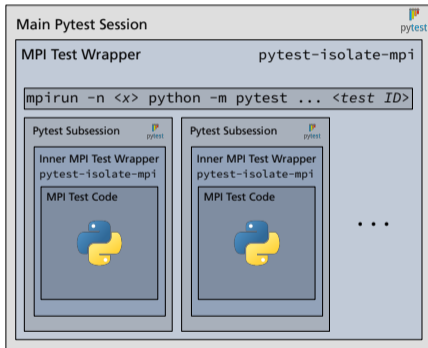 Main Pytest Session
pytest
MPI Test Wrapper pytest-isolate-mpi
mpirun -n <x> python -m pytest ... <test ID>
Pytest Subsession
pytest
Inner MPI Test Wrapper
pytest-isolate-mpi
MPI Test Code
Pytest Subsession
pytest
Inner MPI Test Wrapper
pytest-isolate-mpi
MPI Test Code
...